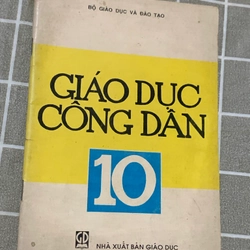 BỘ GIÁO DỤC VÀ ĐÀO TẠO
GIÁO DỤC
CÔNG DÂN
10
NHÀ XUẤT BẢN GIÁO DỤC